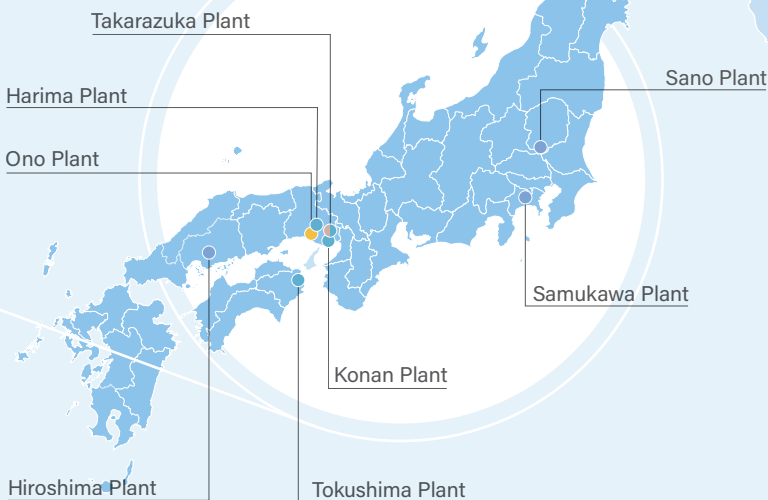 Takarazuka Plant
Sano Plant
Harima Plant
Ono Plant
Samukawa Plant
Konan Plant
Hiroshima Plant
Tokushima Plant